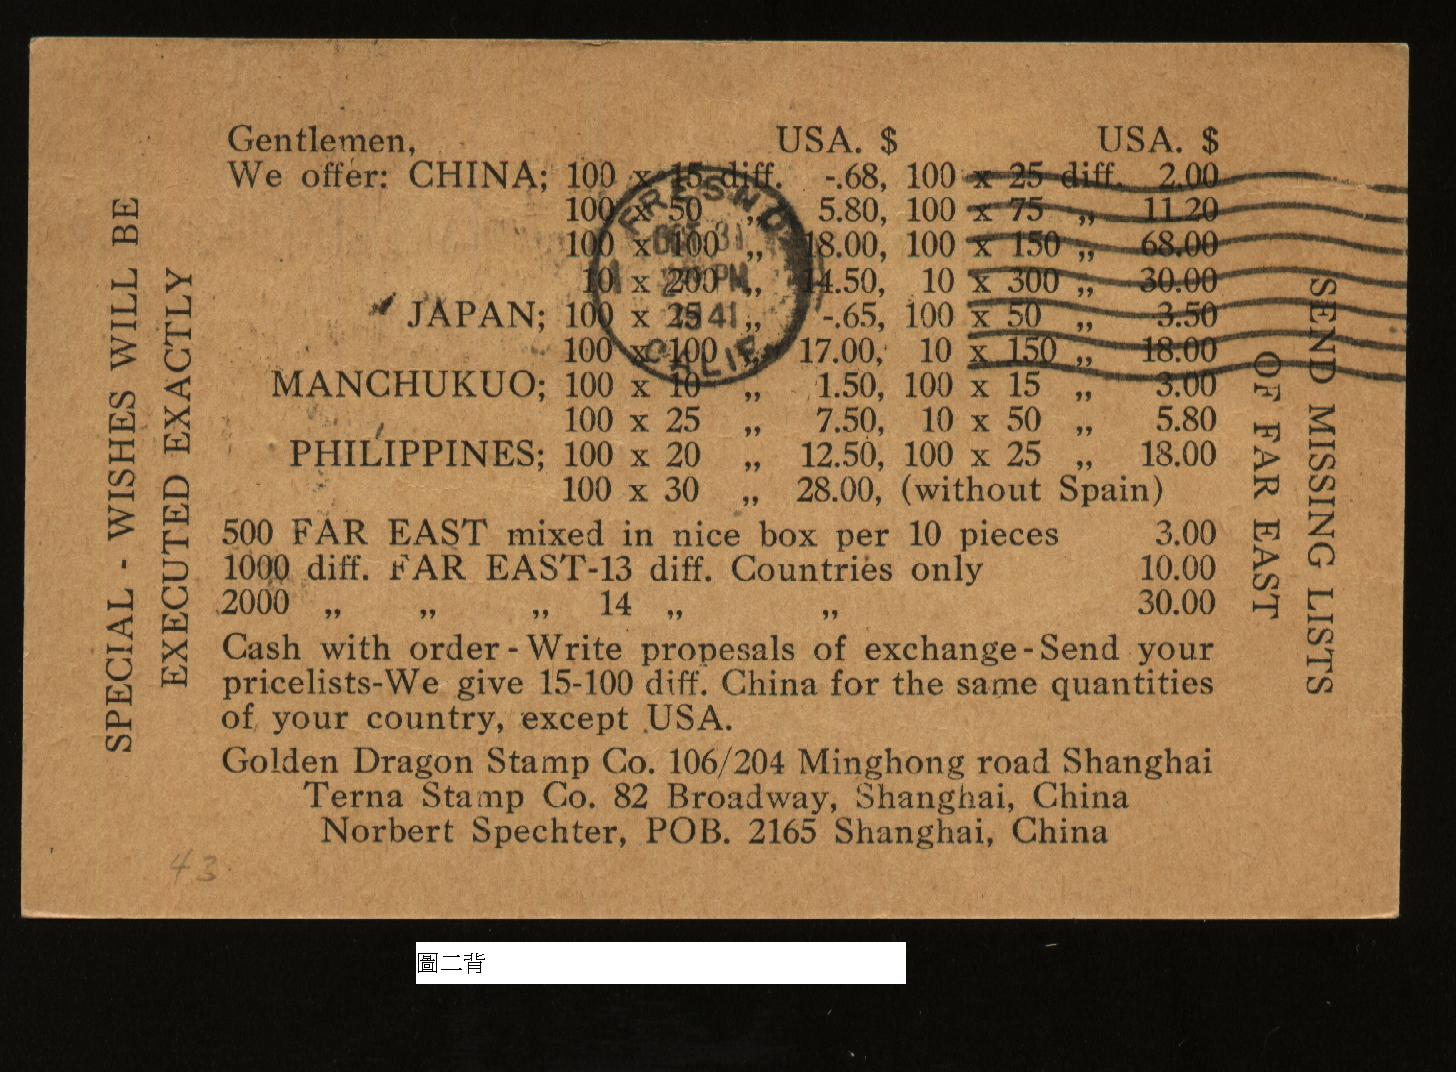 Gentlemen, USA. $ USA. $
We offer: CHINA; 100 x 15 diff. -.68, 100 x 25 diff. 2.00
100 x 50 „ 5.80, 100 x 75 „ 11.20
100 x 100 „ 18.00, 100 x 150 „ 68.00
10 x 200 „ 14.50, 10 x 300 „ 30.00
JAPAN; 100 x 25 „ -.65, 100 x 50 „ 3.50
100 x 100 „ 17.00, 10 x 150 „ 18.00
MANCHUKUO; 100 x 10 „ 1.50, 100 x 15 „ 3.00
100 x 25 „ 7.50, 10 x 50 „ 5.80
PHILIPPINES; 100 x 20 „ 12.50, 100 x 25 „ 18.00
100 x 30 „ 28.00, (without Spain)
500 FAR EAST mixed in nice box per 10 pieces 3.00
1000 diff. FAR EAST-13 diff. Countries only 10.00
2000 „ „ „ 14 „ „ 30.00
Cash with order - Write propesals of exchange - Send your
pricelists-We give 15-100 diff. China for the same quantities
of your country, except USA.
Golden Dragon Stamp Co. 106/204 Minghong road Shanghai
Terna Stamp Co. 82 Broadway, Shanghai, China
Norbert Spechter, POB. 2165 Shanghai, China
SPECIAL - WISHES WILL BE
EXECUTED EXACTLY
SEND MISSING LISTS
OF FAR EAST
FRESNO
OCT 31
PM
1941
CALIF.
43
圖二背